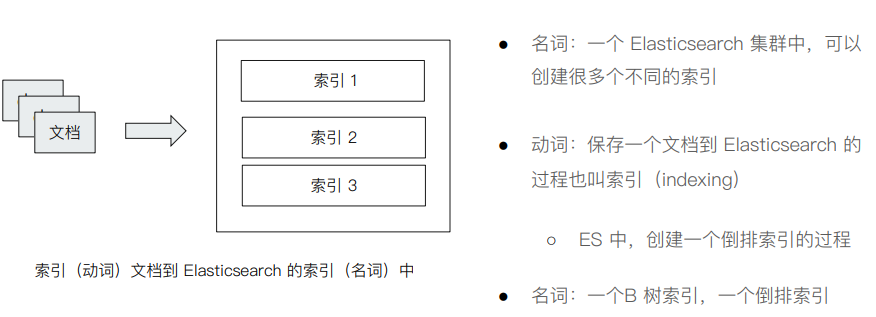 文档
索引 1
索引 2
索引 3
索引（动词）文档到 Elasticsearch 的索引（名词）中
● 名词：一个 Elasticsearch 集群中，可以
创建很多个不同的索引
● 动词：保存一个文档到 Elasticsearch 的
过程也叫索引（indexing）
○ ES 中，创建一个倒排索引的过程
● 名词：一个B 树索引，一个倒排索引